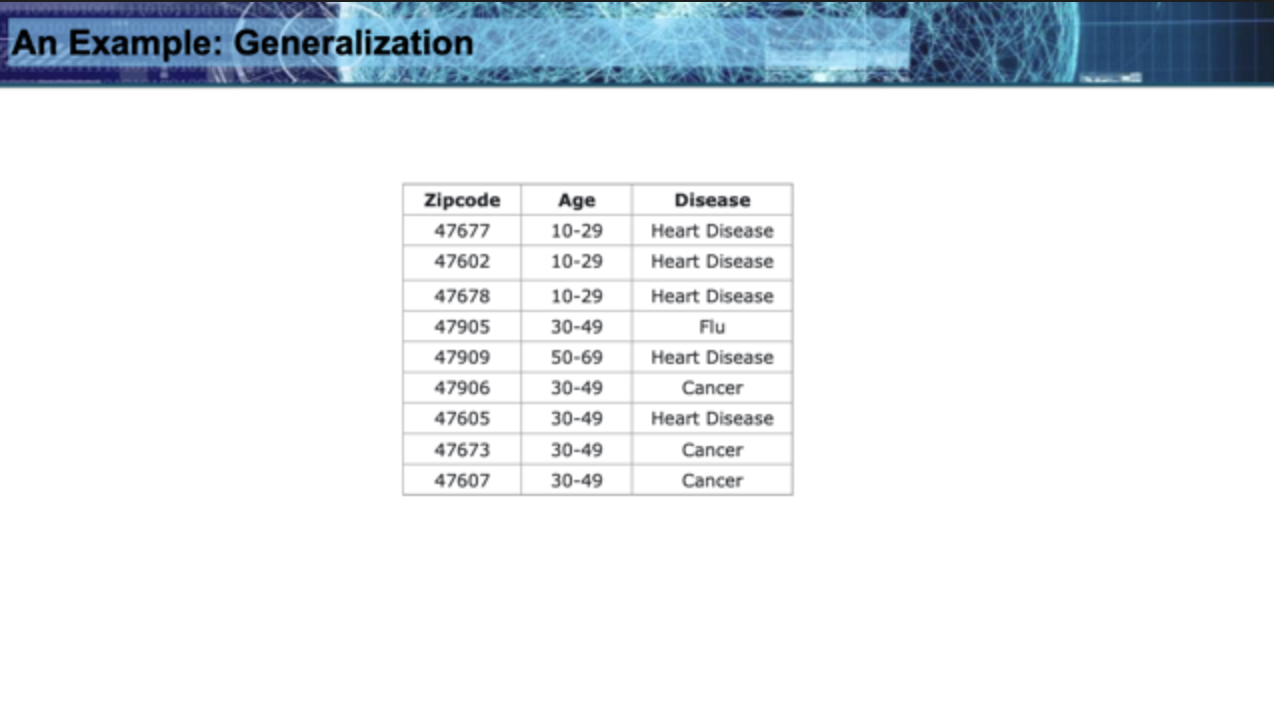 An Example: Generalization
Zipcode Age Disease
47677 10-29 Heart Disease
47602 10-29 Heart Disease
47678 10-29 Heart Disease
47905 30-49 Flu
47909 50-69 Heart Disease
47906 30-49 Cancer
47605 30-49 Heart Disease
47673 30-49 Cancer
47607 30-49 Cancer